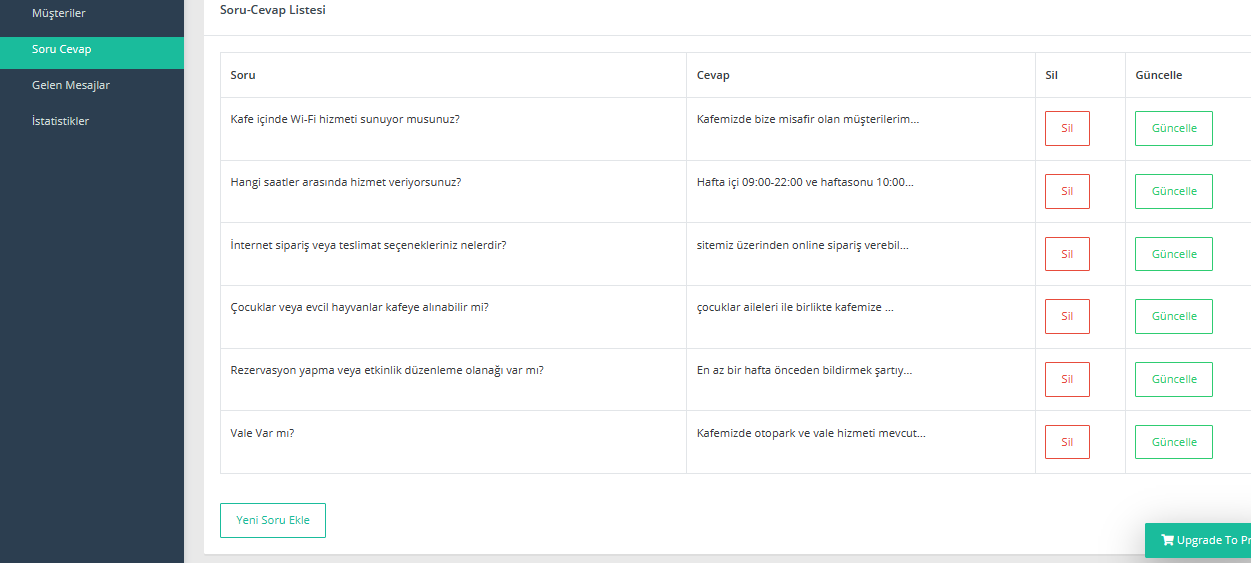 Müşteriler
Soru Cevap
Gelen Mesajlar
İstatistikler
Soru-Cevap Listesi
Soru Cevap Sil Güncelle
Kafe içinde Wi-Fi hizmeti sunuyor musunuz? Kafemizde bize misafir olan müşterilerim... Sil Güncelle
Hangi saatler arasında hizmet veriyorsunuz? Hafta içi 09:00-22:00 ve haftasonu 10:00... Sil Güncelle
İnternet sipariş veya teslimat seçenekleriniz nelerdir? sitemiz üzerinden online sipariş verebil... Sil Güncelle
Çocuklar veya evcil hayvanlar kafeye alınabilir mi? çocuklar aileleri ile birlikte kafemize ... Sil Güncelle
Rezervasyon yapma veya etkinlik düzenleme olanağı var mı? En az bir hafta önceden bildirmek şartıy... Sil Güncelle
Vale Var mı? Kafemizde otopark ve vale hizmeti mevcut... Sil Güncelle
Yeni Soru Ekle
Upgrade To Pr